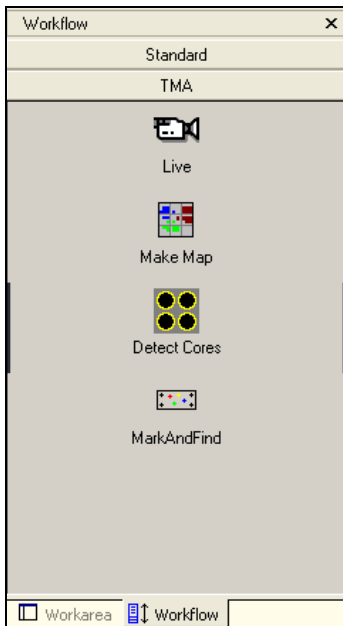 Workflow
Standard
TMA
Live
Make Map
Detect Cores
MarkAndFind
Workarea Workflow